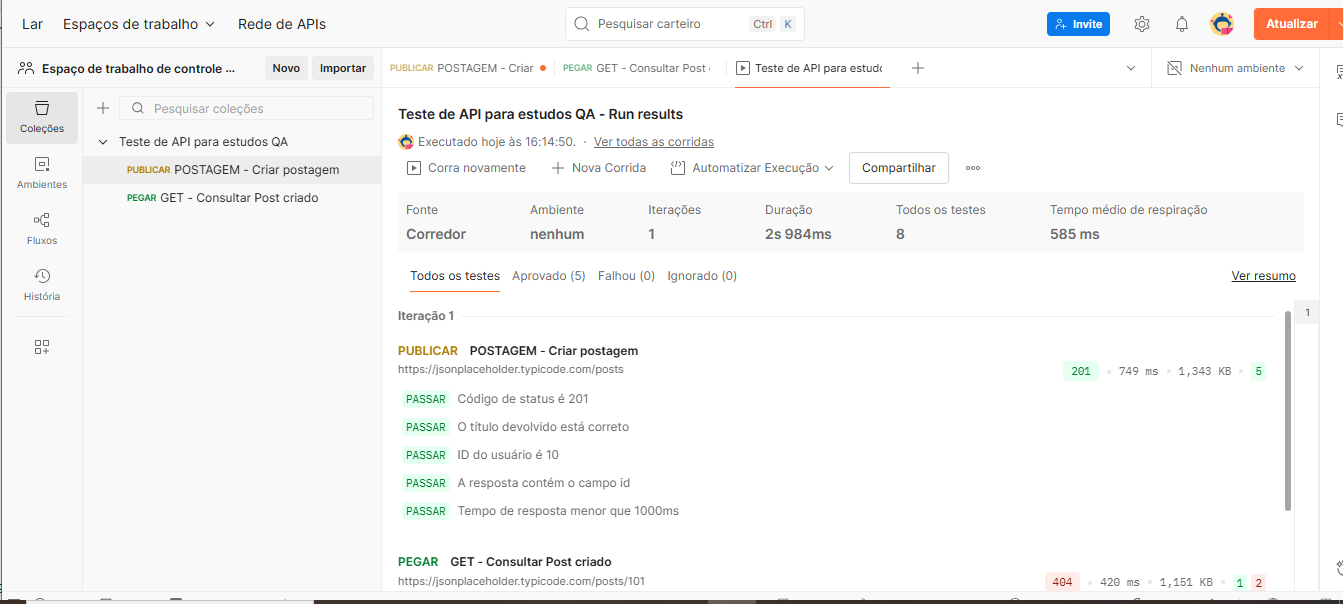 Lar Espaços de trabalho Rede de APIs Pesquisar carteiro Ctrl K Invite Atualizar
Espaço de trabalho de controle ... Novo Importar
PUBLICAR POSTAGEM - Criar PEGAR GET - Consultar Post Teste de API para estudo Nenhum ambiente
Coleções
Ambientes
Fluxos
História
Pesquisar coleções
Teste de API para estudos QA
PUBLICAR POSTAGEM - Criar postagem
PEGAR GET - Consultar Post criado
Teste de API para estudos QA - Run results
Executado hoje às 16:14:50. · Ver todas as corridas
Corra novamente Nova Corrida Automatizar Execução Compartilhar
Fonte Ambiente Iterações Duração Todos os testes Tempo médio de respiração
Corredor nenhum 1 2s 984ms 8 585 ms
Todos os testes Aprovado (5) Falhou (0) Ignorado (0) Ver resumo
Iteração 1
1
PUBLICAR POSTAGEM - Criar postagem
https://jsonplaceholder.typicode.com/posts
201 • 749 ms • 1,343 KB • 5
PASSAR Código de status é 201
PASSAR O título devolvido está correto
PASSAR ID do usuário é 10
PASSAR A resposta contém o campo id
PASSAR Tempo de resposta menor que 1000ms
PEGAR GET - Consultar Post criado
https://jsonplaceholder.typicode.com/posts/101
404 • 420 ms • 1,151 KB • 1 2